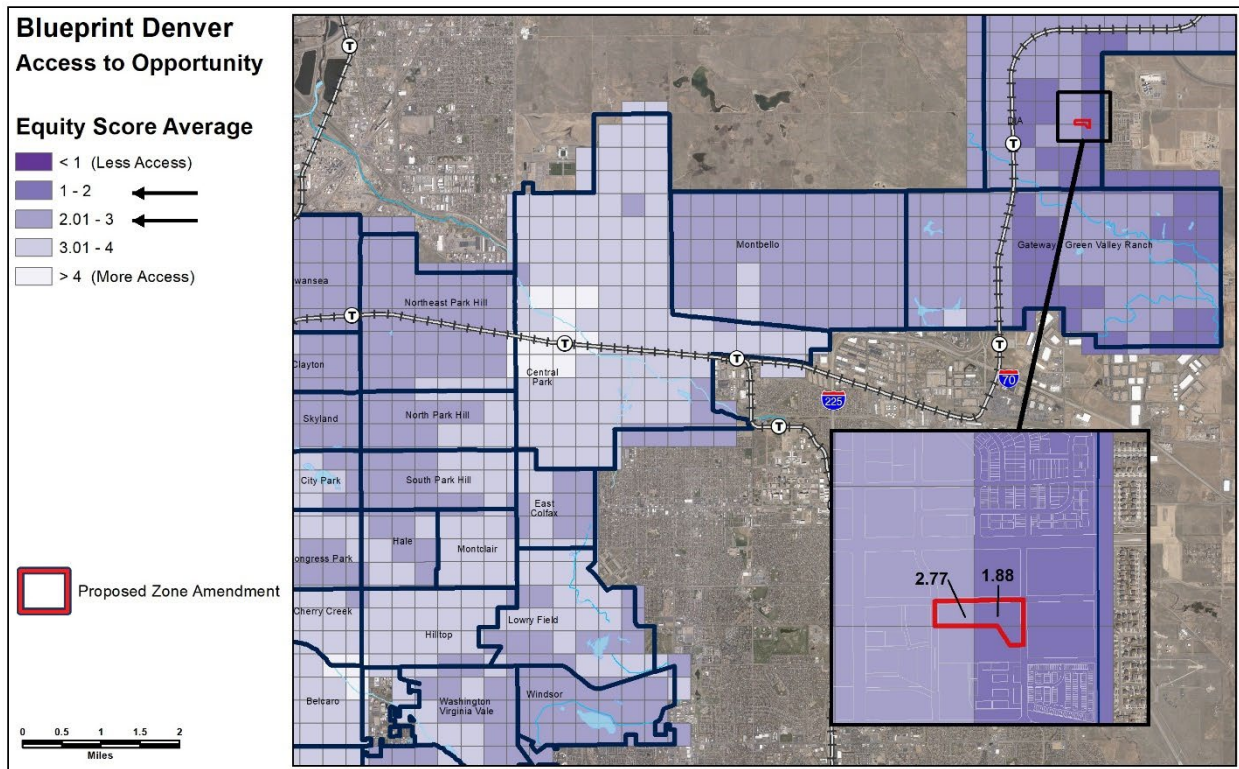 Blueprint Denver
Access to Opportunity
Equity Score Average
< 1 (Less Access)
1 - 2
2.01 - 3
3.01 - 4
> 4 (More Access)
Proposed Zone Amendment
0 0.5 1 1.5 2
Miles
T
DIA
T
Montbello
Gateway - Green Valley Ranch
wansea
Northeast Park Hill
T
T
T
T
Clayton
Central
Park
70
225
Skyland
North Park Hill
T
City Park
South Park Hill
East
Colfax
ongress Park
Hale
Montclair
2.77
1.88
Cherry Creek
Hilltop
Lowry Field
Belcaro
Washington
Virginia Vale
Windsor